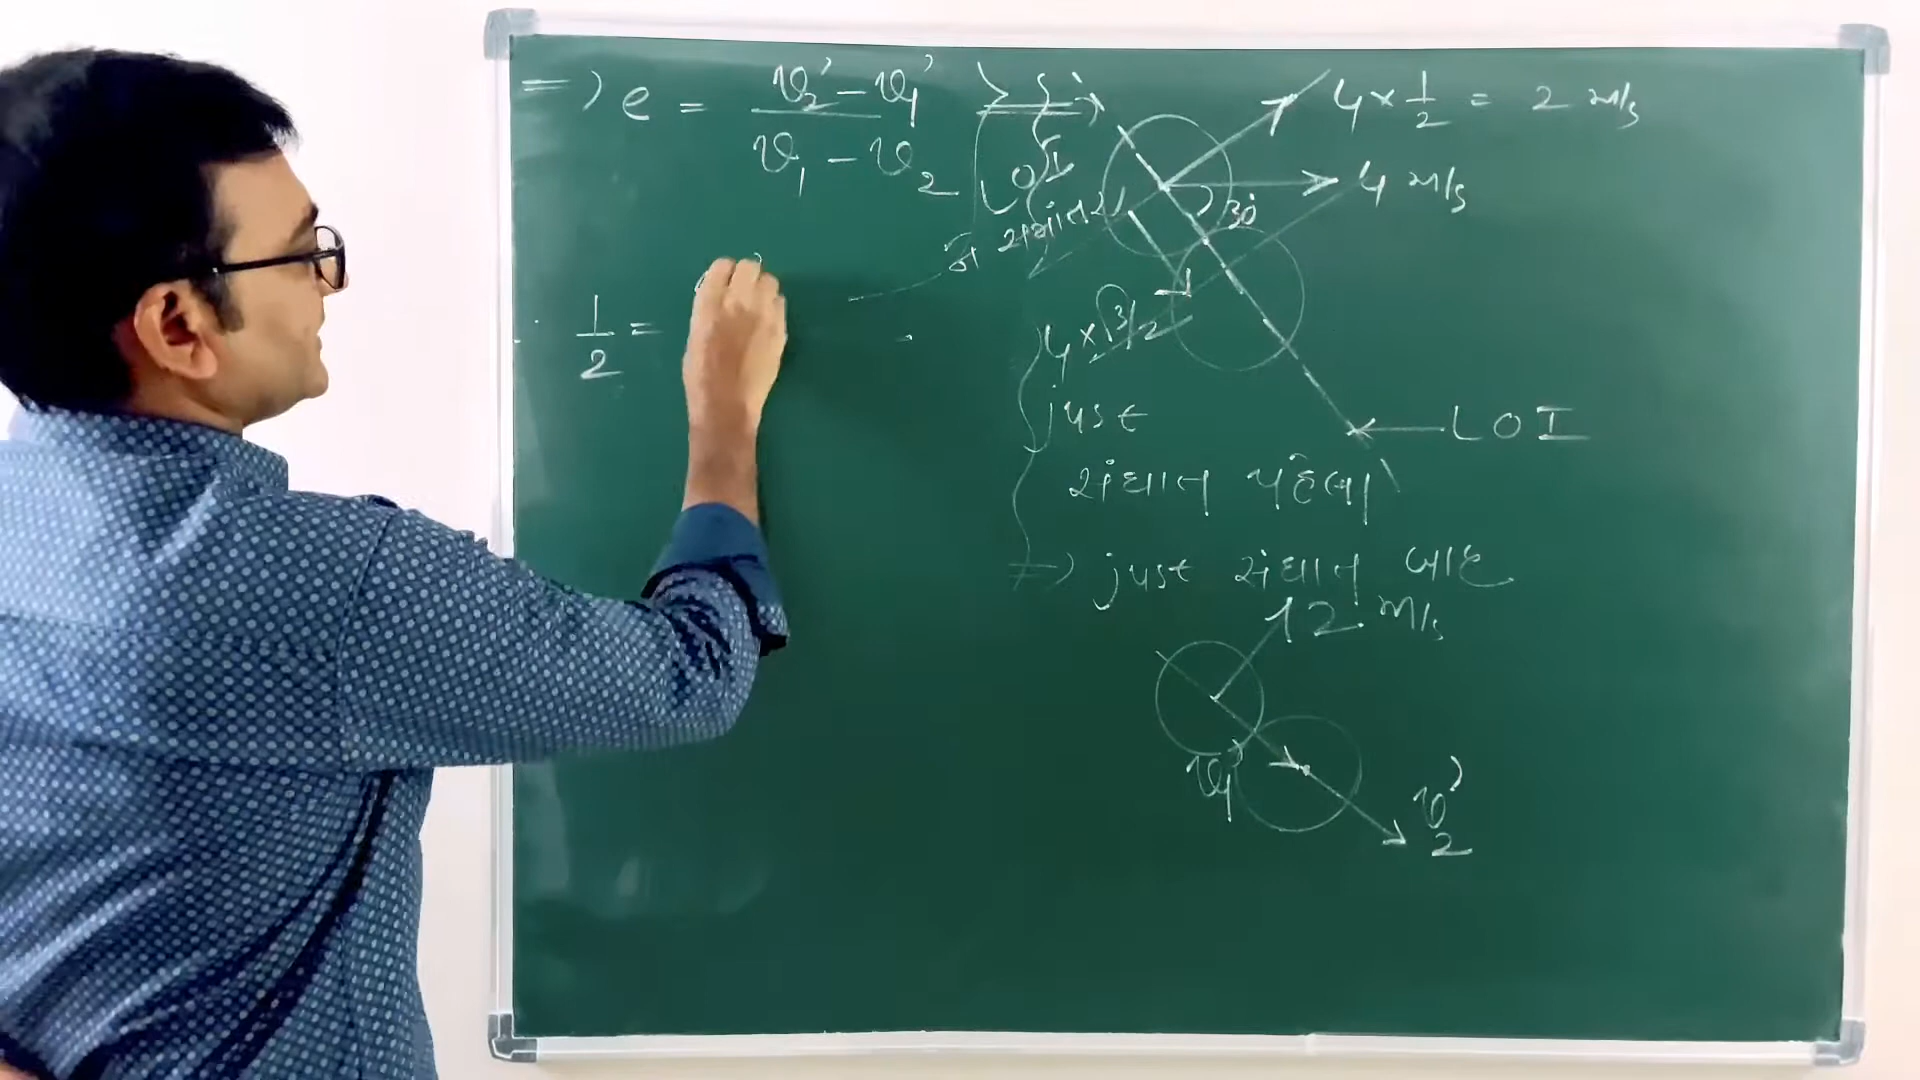 => e = v₂' - v₁' / v₁ - v₂
LOI
ને સમાંતર
1/2 =
4 × 1/2 = 2 m/s
4 m/s
30°
4 × √3/2
LOI
just
સંઘાત પહેલા
=> just સંઘાત બાદ
2 m/s
v₁'
v₂'